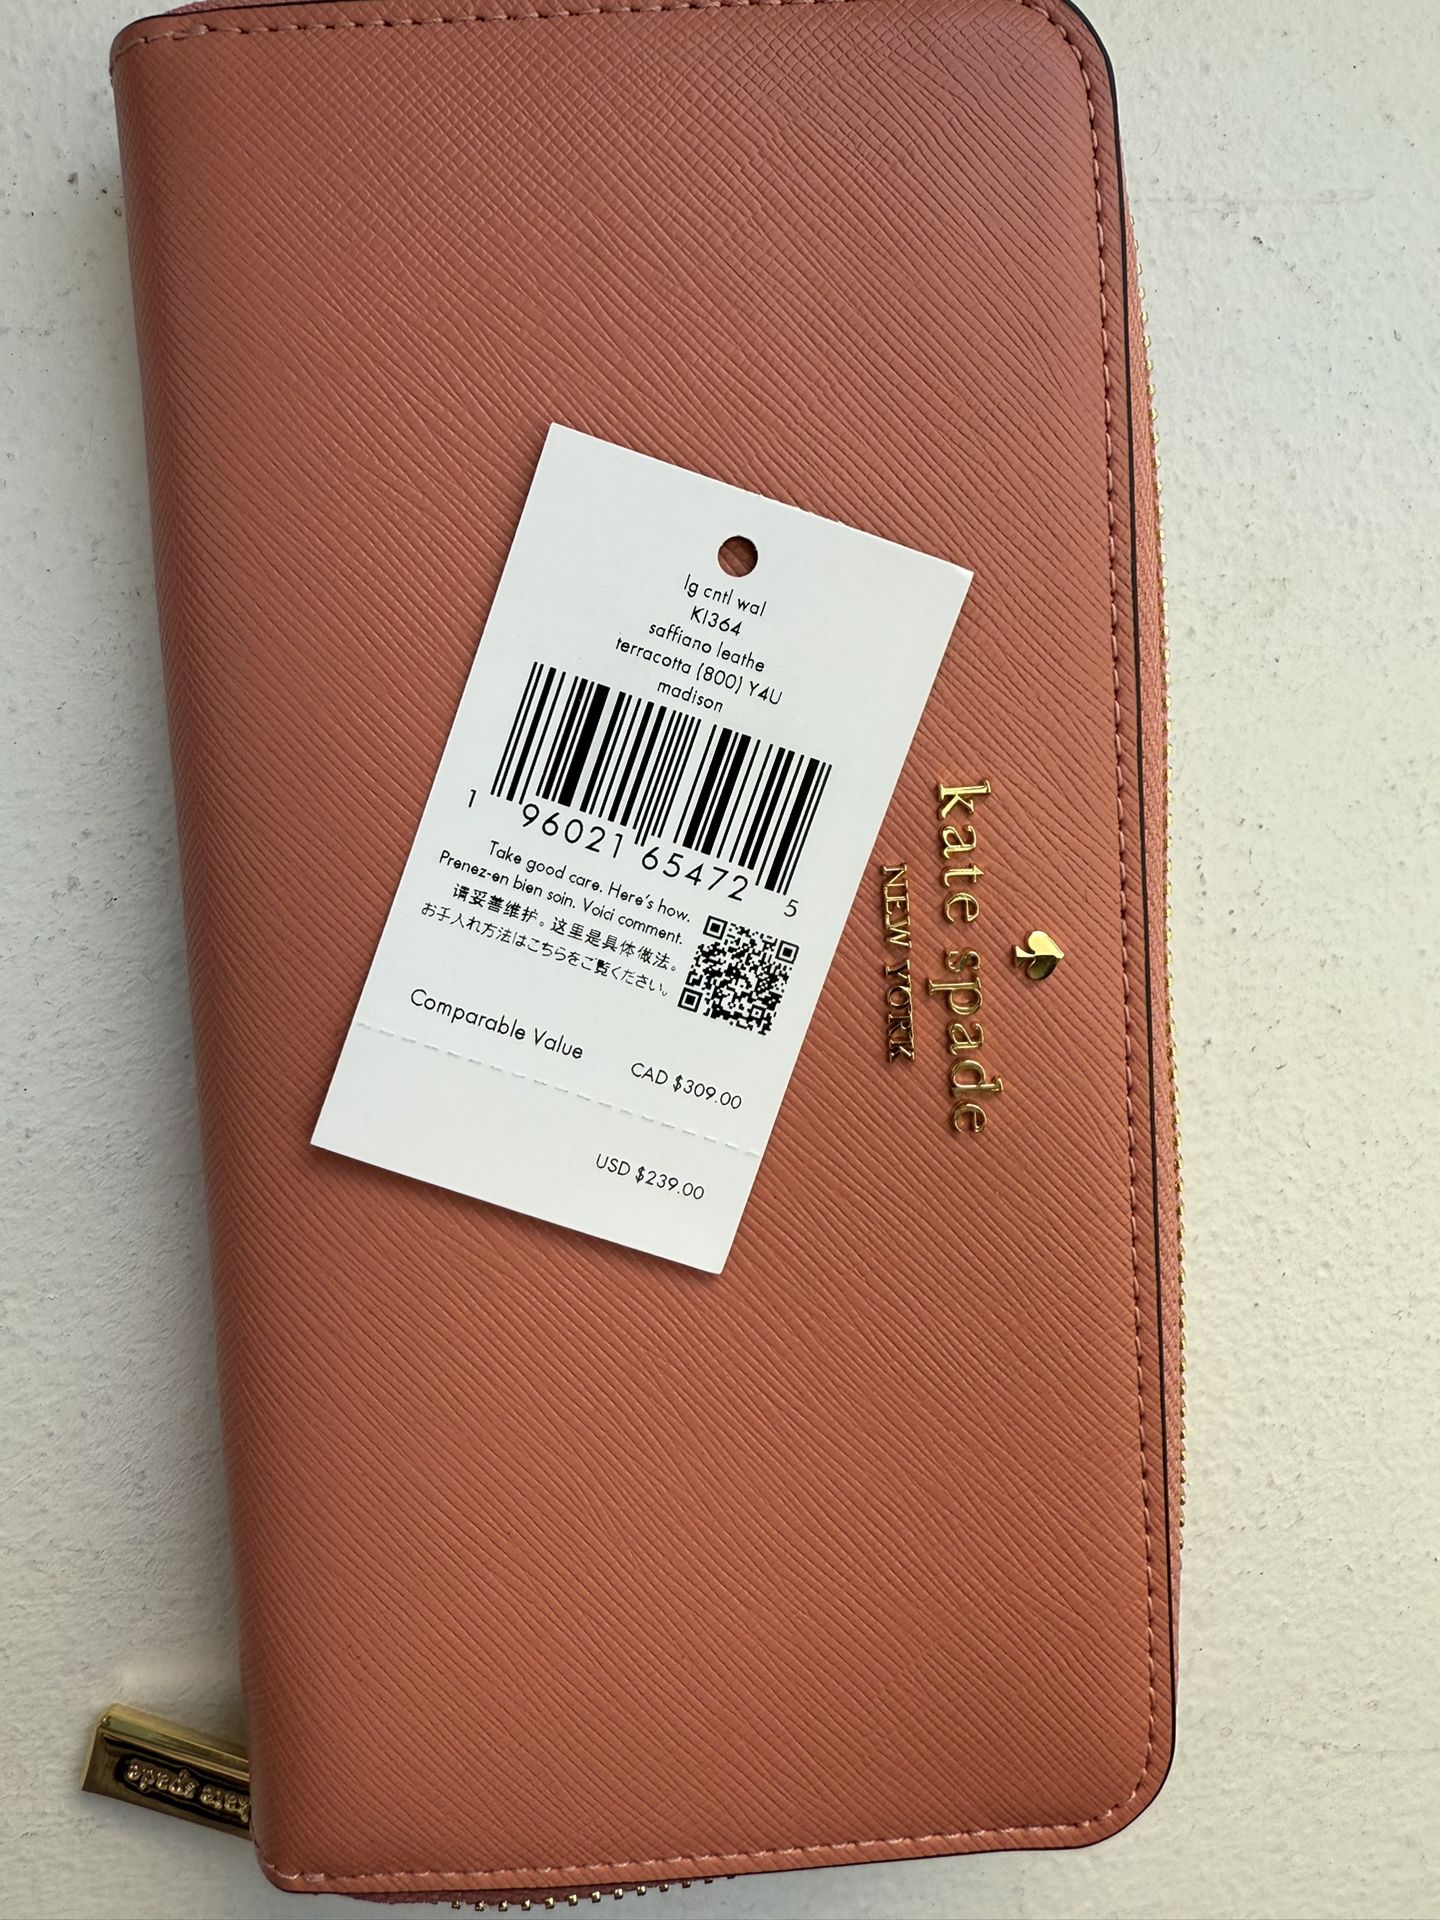 lg cntl wal
KI364
saffiano leathe
terracotta (800) Y4U
madison
1 96021 65472 5
Take good care. Here's how.
Prenez-en bien soin. Voici comment.
请妥善维护。这里是具体做法。
お手入れ方法はこちらをご覧ください。
Comparable Value
CAD $309.00
USD $239.00
kate spade
NEW YORK
kate spade